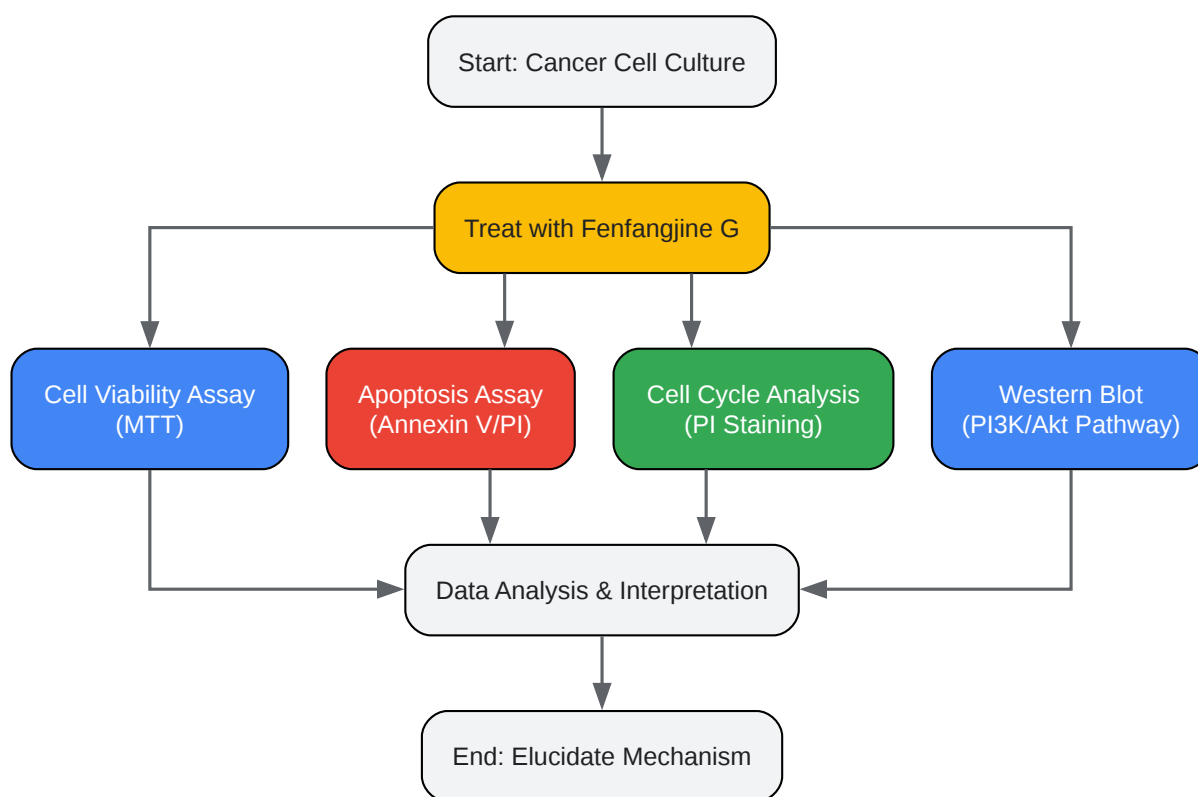 Start: Cancer Cell Culture
Treat with Fenfangjine G
Cell Viability Assay
(MTT)
Apoptosis Assay
(Annexin V/PI)
Cell Cycle Analysis
(PI Staining)
Western Blot
(PI3K/Akt Pathway)
Data Analysis & Interpretation
End: Elucidate Mechanism